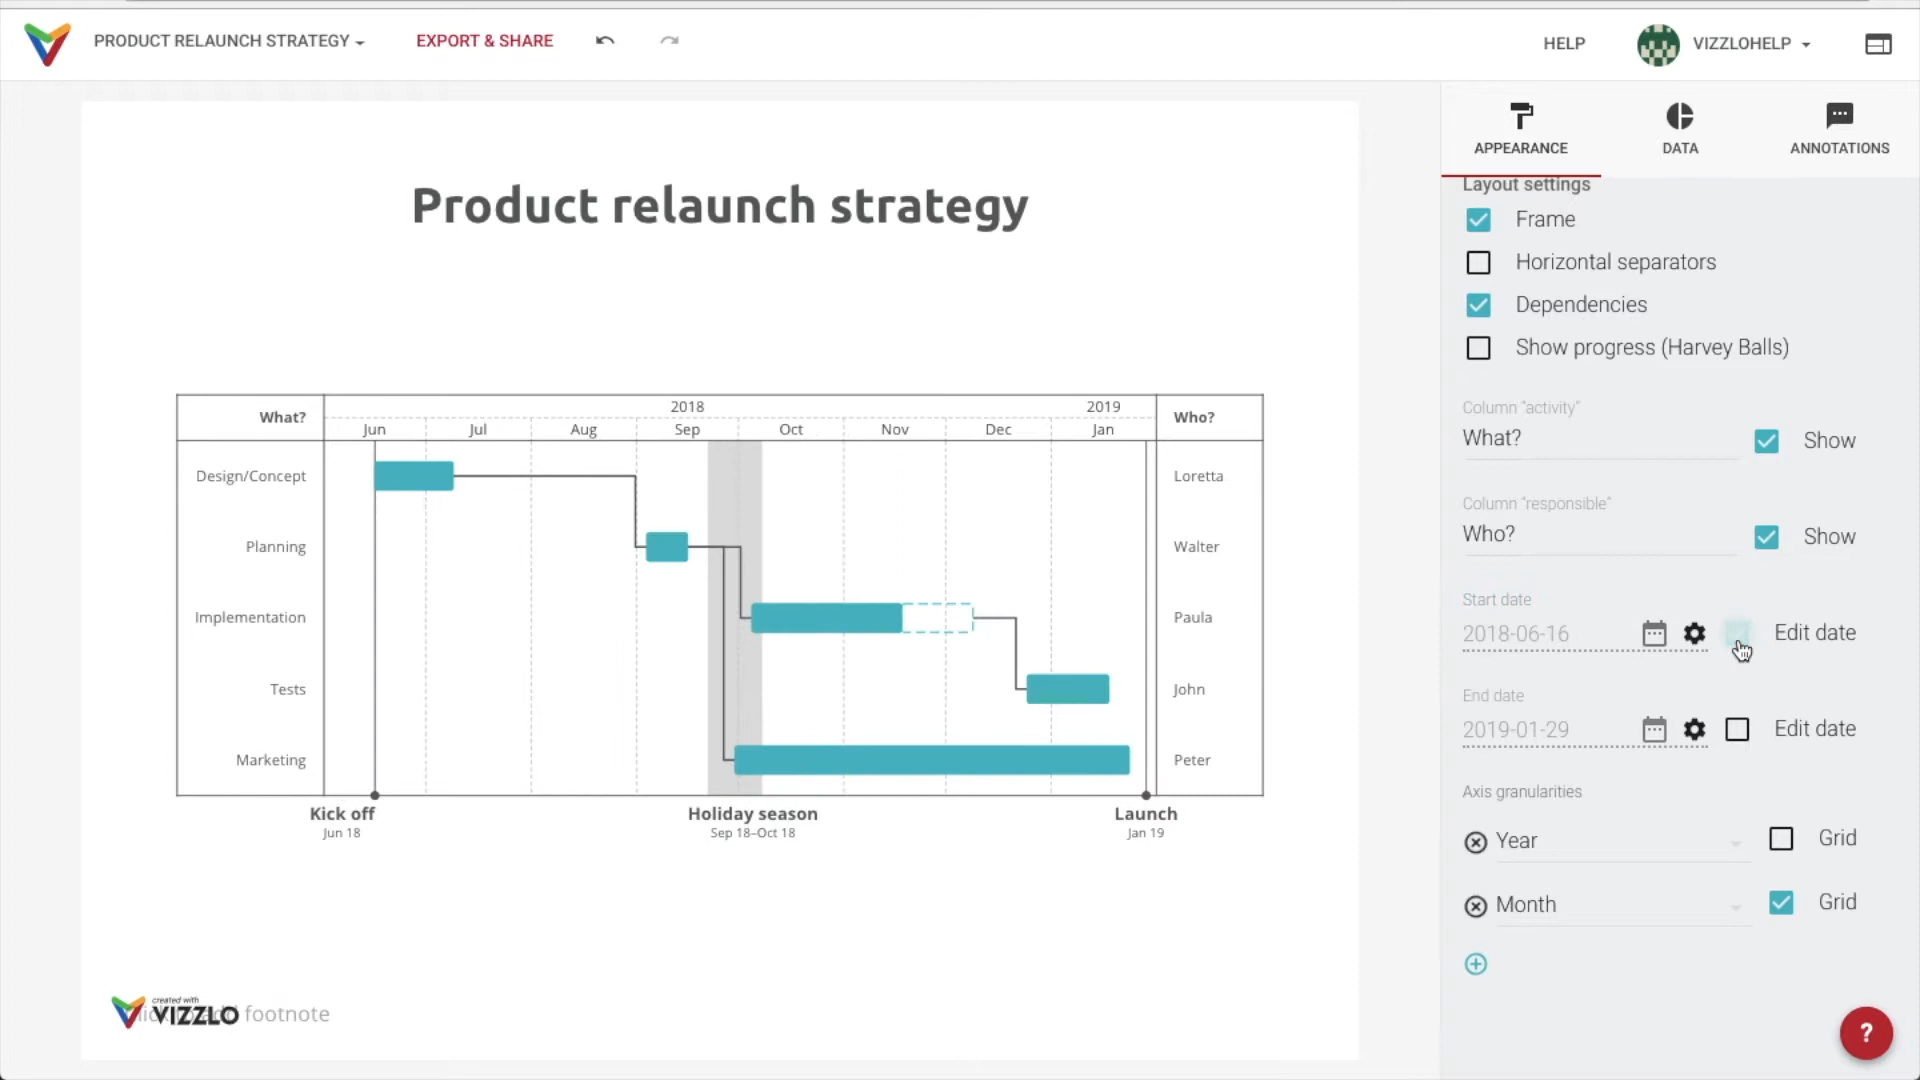 PRODUCT RELAUNCH STRATEGY
EXPORT & SHARE
HELP
VIZZLOHELP
APPEARANCE
DATA
ANNOTATIONS
Product relaunch strategy
What?
2018
2019
Who?
Jun
Jul
Aug
Sep
Oct
Nov
Dec
Jan
Design/Concept
Loretta
Planning
Walter
Implementation
Paula
Tests
John
Marketing
Peter
Kick off
Jun 18
Holiday season
Sep 18–Oct 18
Launch
Jan 19
created with
VIZZLO
footnote
Layout settings
Frame
Horizontal separators
Dependencies
Show progress (Harvey Balls)
Column "activity"
What?
Show
Column "responsible"
Who?
Show
Start date
2018-06-16
Edit date
End date
2019-01-29
Edit date
Axis granularities
Year
Grid
Month
Grid
?